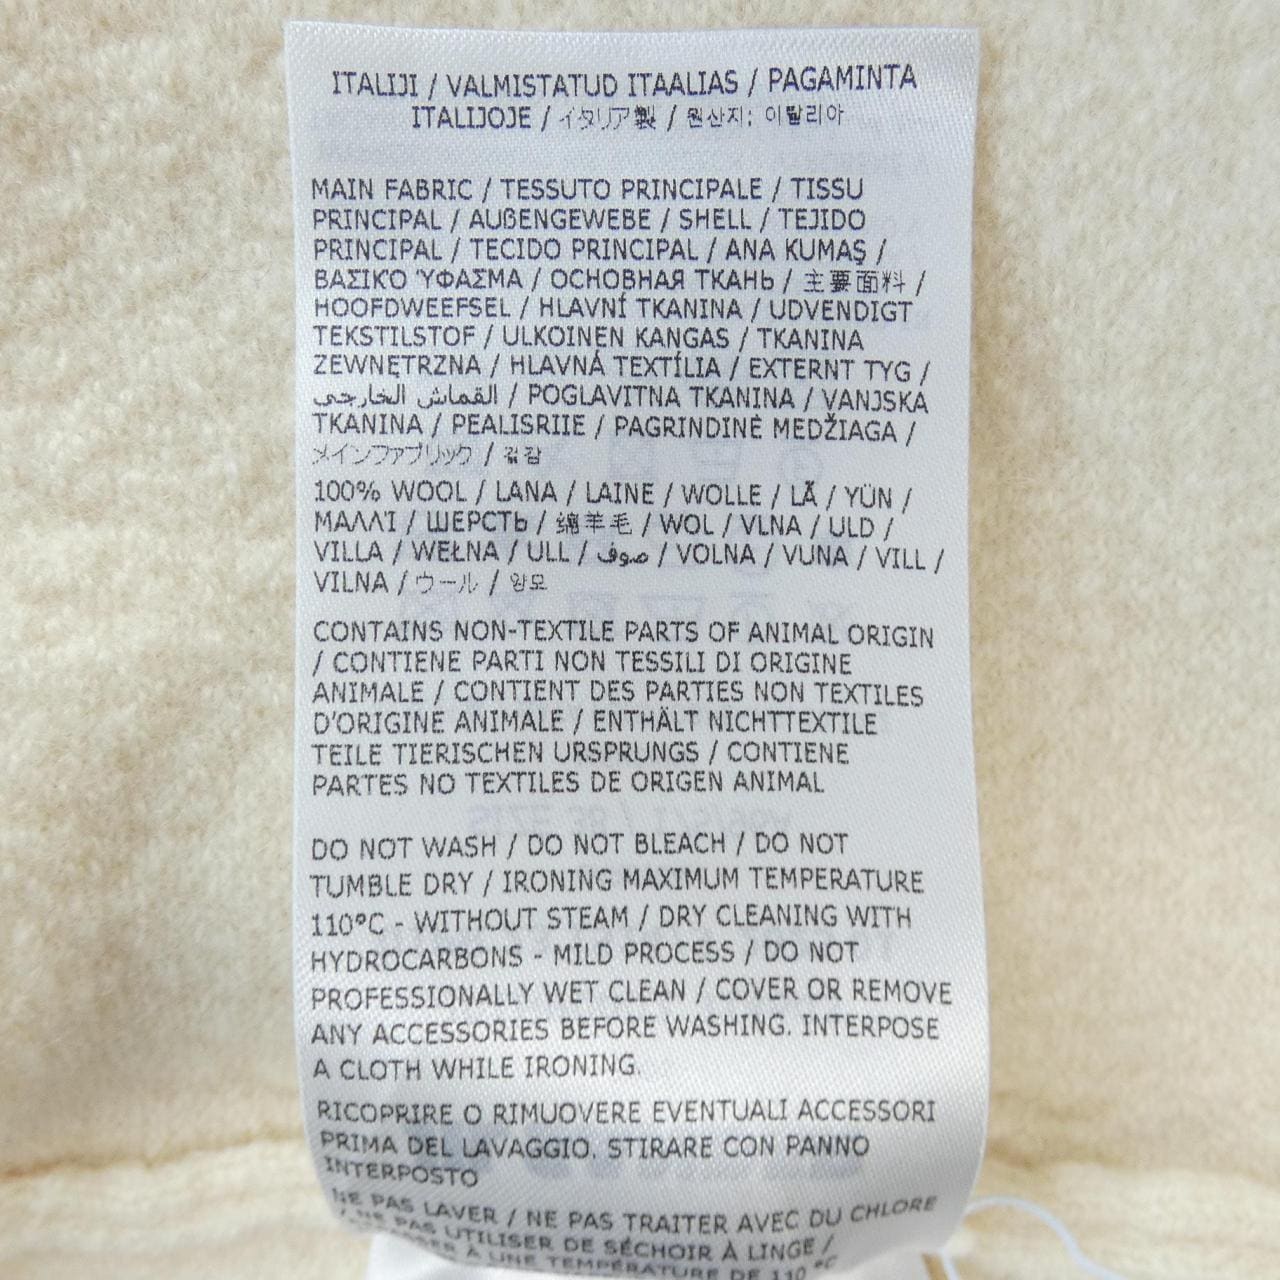 ITALIJI / VALMISTATUD ITAALIAS / PAGAMINTA
ITALIJOJE / イタリア製 / 원산지: 이탈리아
MAIN FABRIC / TESSUTO PRINCIPALE / TISSU
PRINCIPAL / AUßENGEWEBE / SHELL / TEJIDO
PRINCIPAL / TECIDO PRINCIPAL / ANA KUMAŞ /
ΒΑΣΙΚΌ ΎΦΑΣΜΑ / ОСНОВНАЯ ТКАНЬ / 主要面料 /
HOOFDWEEFSEL / HLAVNÍ TKANINA / UDVENDIGT
TEKSTILSTOF / ULKOINEN KANGAS / TKANINA
ZEWNĘTRZNA / HLAVNÁ TEXTÍLIA / EXTERNT TYG /
القماش الخارجي / POGLAVITNA TKANINA / VANJSKA
TKANINA / PEALISRIIE / PAGRINDINĖ MEDŽIAGA /
メインファブリック / 겉감
100% WOOL / LANA / LAINE / WOLLE / LÃ / YÜN /
ΜΑΛΛΊ / ШЕРСТЬ / 绵羊毛 / WOL / VLNA / ULD /
VILLA / WEŁNA / ULL / صوف / VOLNA / VUNA / VILL /
VILNA / ウール / 양모
CONTAINS NON-TEXTILE PARTS OF ANIMAL ORIGIN
/ CONTIENE PARTI NON TESSILI DI ORIGINE
ANIMALE / CONTIENT DES PARTIES NON TEXTILES
D'ORIGINE ANIMALE / ENTHÄLT NICHTTEXTILE
TEILE TIERISCHEN URSPRUNGS / CONTIENE
PARTES NO TEXTILES DE ORIGEN ANIMAL
DO NOT WASH / DO NOT BLEACH / DO NOT
TUMBLE DRY / IRONING MAXIMUM TEMPERATURE
110°C - WITHOUT STEAM / DRY CLEANING WITH
HYDROCARBONS - MILD PROCESS / DO NOT
PROFESSIONALLY WET CLEAN / COVER OR REMOVE
ANY ACCESSORIES BEFORE WASHING. INTERPOSE
A CLOTH WHILE IRONING.
RICOPRIRE O RIMUOVERE EVENTUALI ACCESSORI
PRIMA DEL LAVAGGIO. STIRARE CON PANNO
INTERPOSTO
NE PAS LAVER / NE PAS TRAITER AVEC DU CHLORE
/ NE PAS UTILISER DE SÉCHOIR À LINGE /
À UNE TEMPÉRATURE DE 110 °C